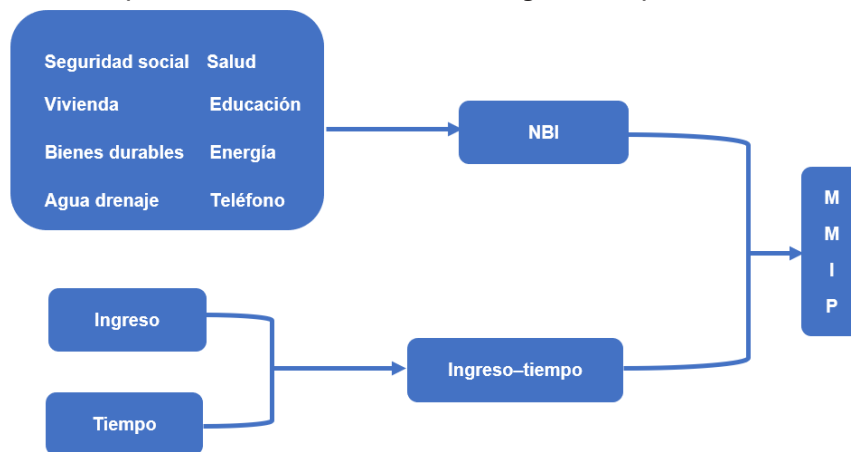 Seguridad social Salud
Vivienda Educación
Bienes durables Energía
Agua drenaje Teléfono
NBI
M
M
I
P
Ingreso
Ingreso–tiempo
Tiempo